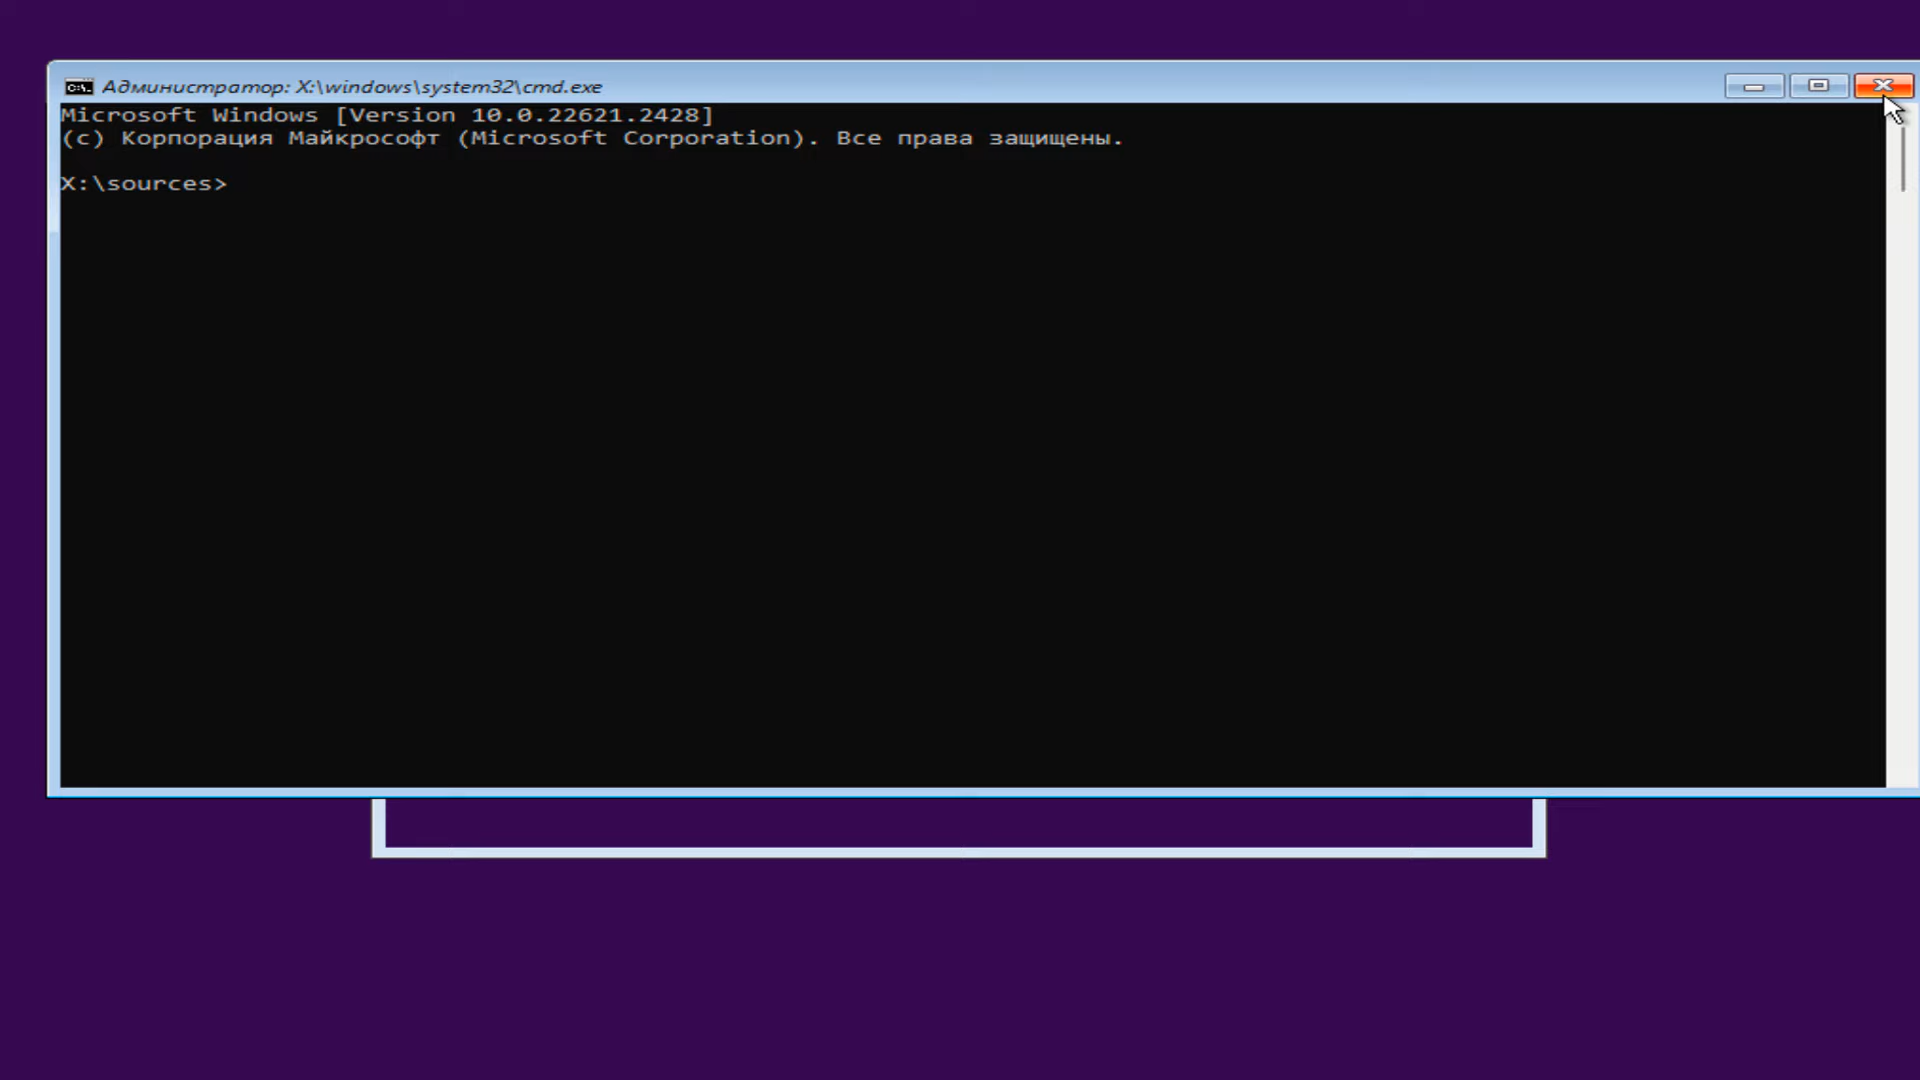 Администратор: X:\windows\system32\cmd.exe
Microsoft Windows [Version 10.0.22621.2428]
(c) Корпорация Майкрософт (Microsoft Corporation). Все права защищены.
X:\sources>